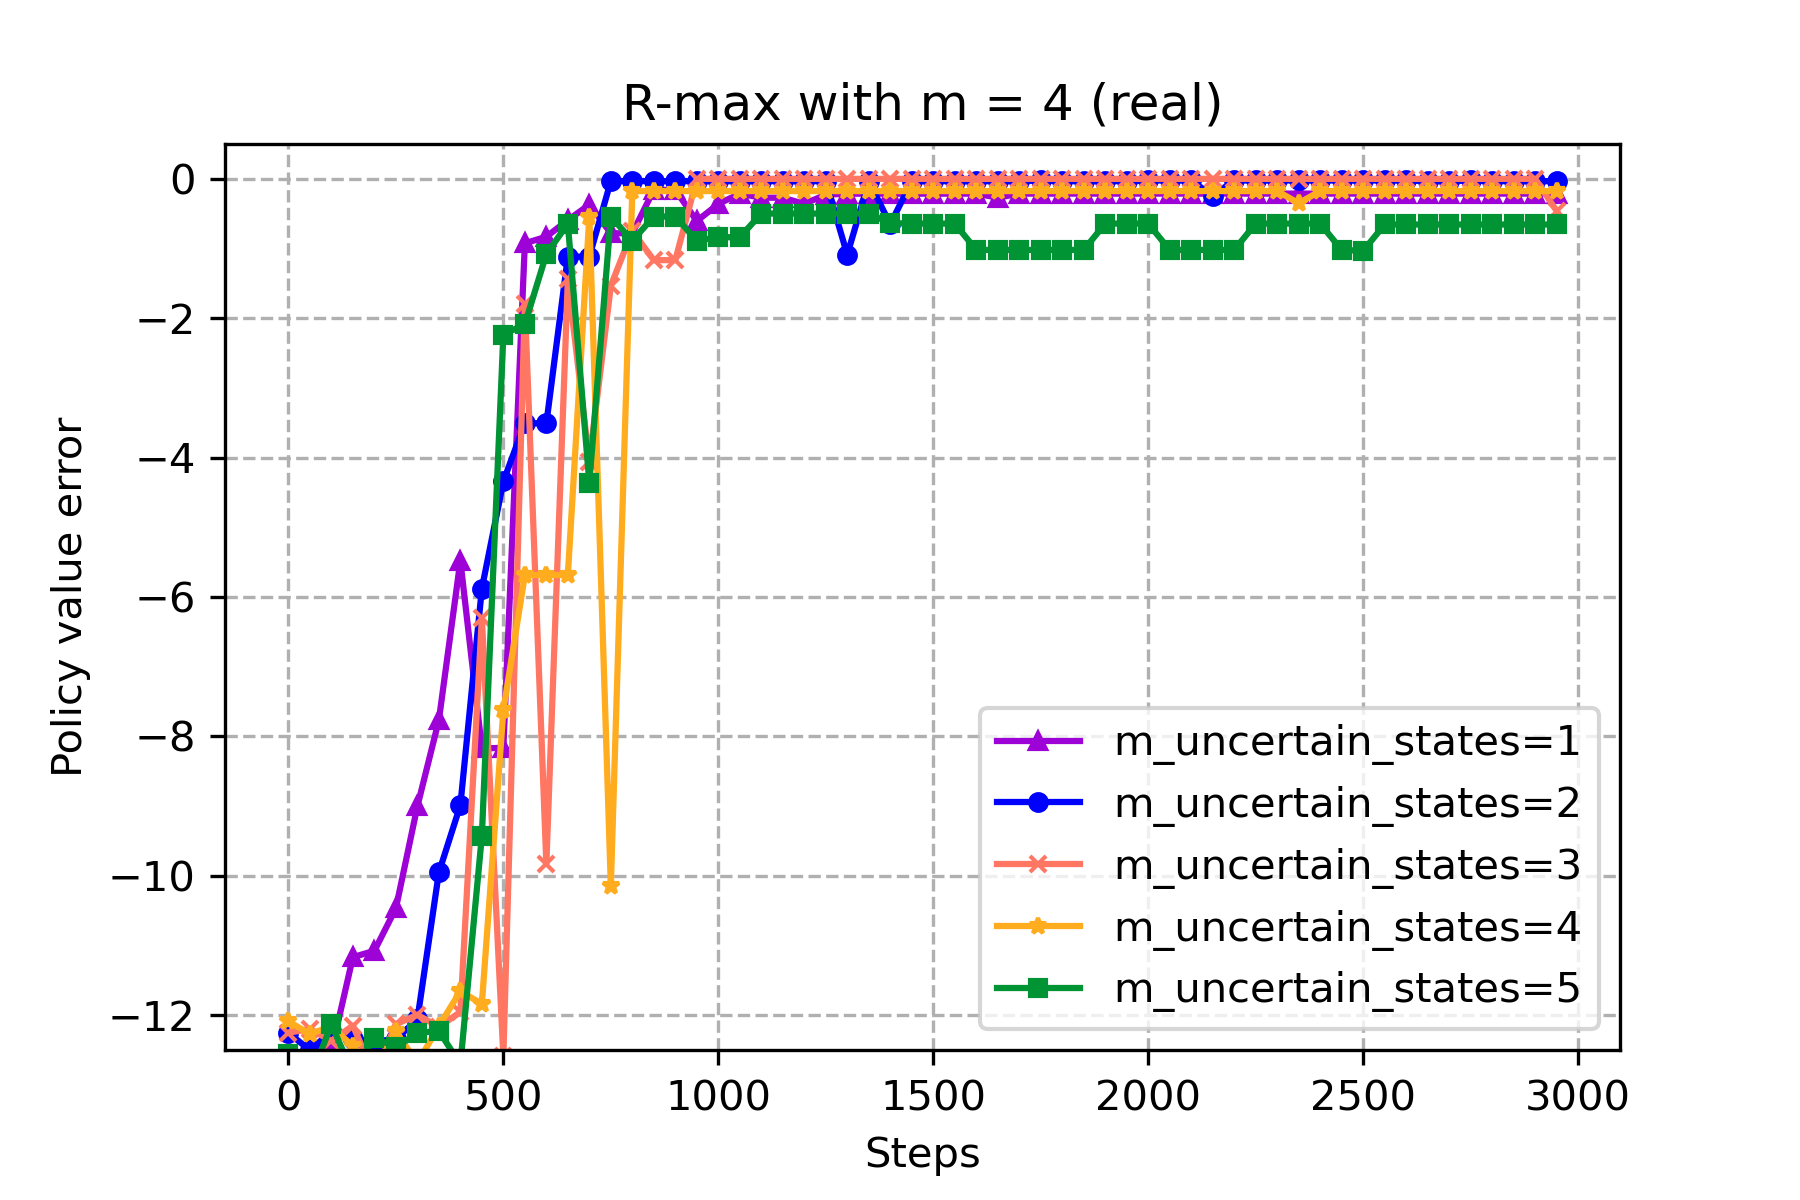 R-max with m = 4 (real)
Policy value error
0
−2
−4
−6
−8
−10
−12
0 500 1000 1500 2000 2500 3000
Steps
m_uncertain_states=1
m_uncertain_states=2
m_uncertain_states=3
m_uncertain_states=4
m_uncertain_states=5